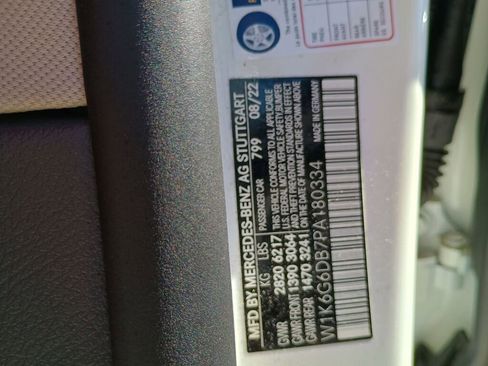 MFD BY MERCEDES-BENZ AG STUTTGART
PASSENGER CAR 799 08/22
KG LBS
GVWR 2820 6217
GAWR FRONT 1390 3064
GAWR REAR 1470 3241
THIS VEHICLE CONFORMS TO ALL APPLICABLE
U.S. FEDERAL MOTOR VEHICLE SAFETY BUMPER
AND THEFT PREVENTION STANDARDS IN EFFECT
ON THE DATE OF MANUFACTURE SHOWN ABOVE
W1K6G6DB7PA180334
MADE IN GERMANY